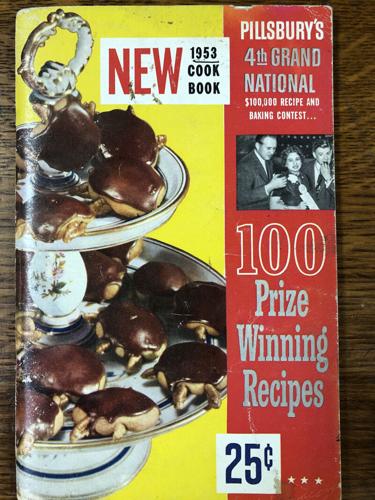 NEW
1953
COOK
BOOK
PILLSBURY'S
4th GRAND
NATIONAL
$100,000 RECIPE AND
BAKING CONTEST...
100
Prize
Winning
Recipes
25¢
★★★